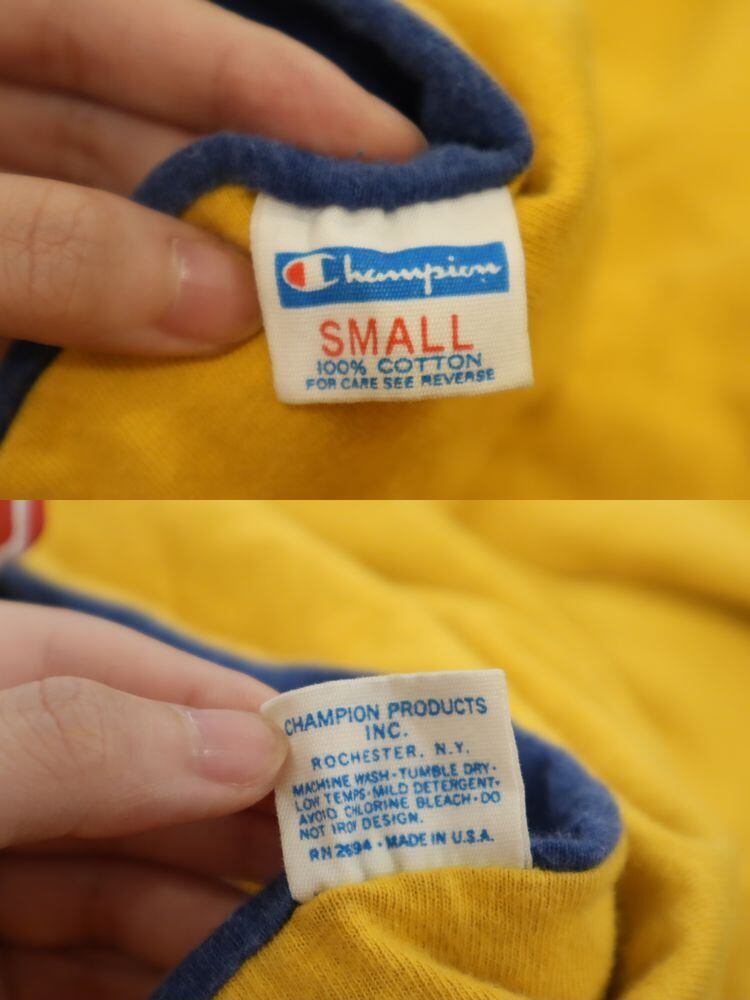 Champion
SMALL
100% COTTON
FOR CARE SEE REVERSE
CHAMPION PRODUCTS
INC.
ROCHESTER, N.Y.
MACHINE WASH·TUMBLE DRY·
LOW TEMPS·MILD DETERGENT·
AVOID CHLORINE BLEACH·DO
NOT IRON DESIGN.
RN 2694 · MADE IN U.S.A.